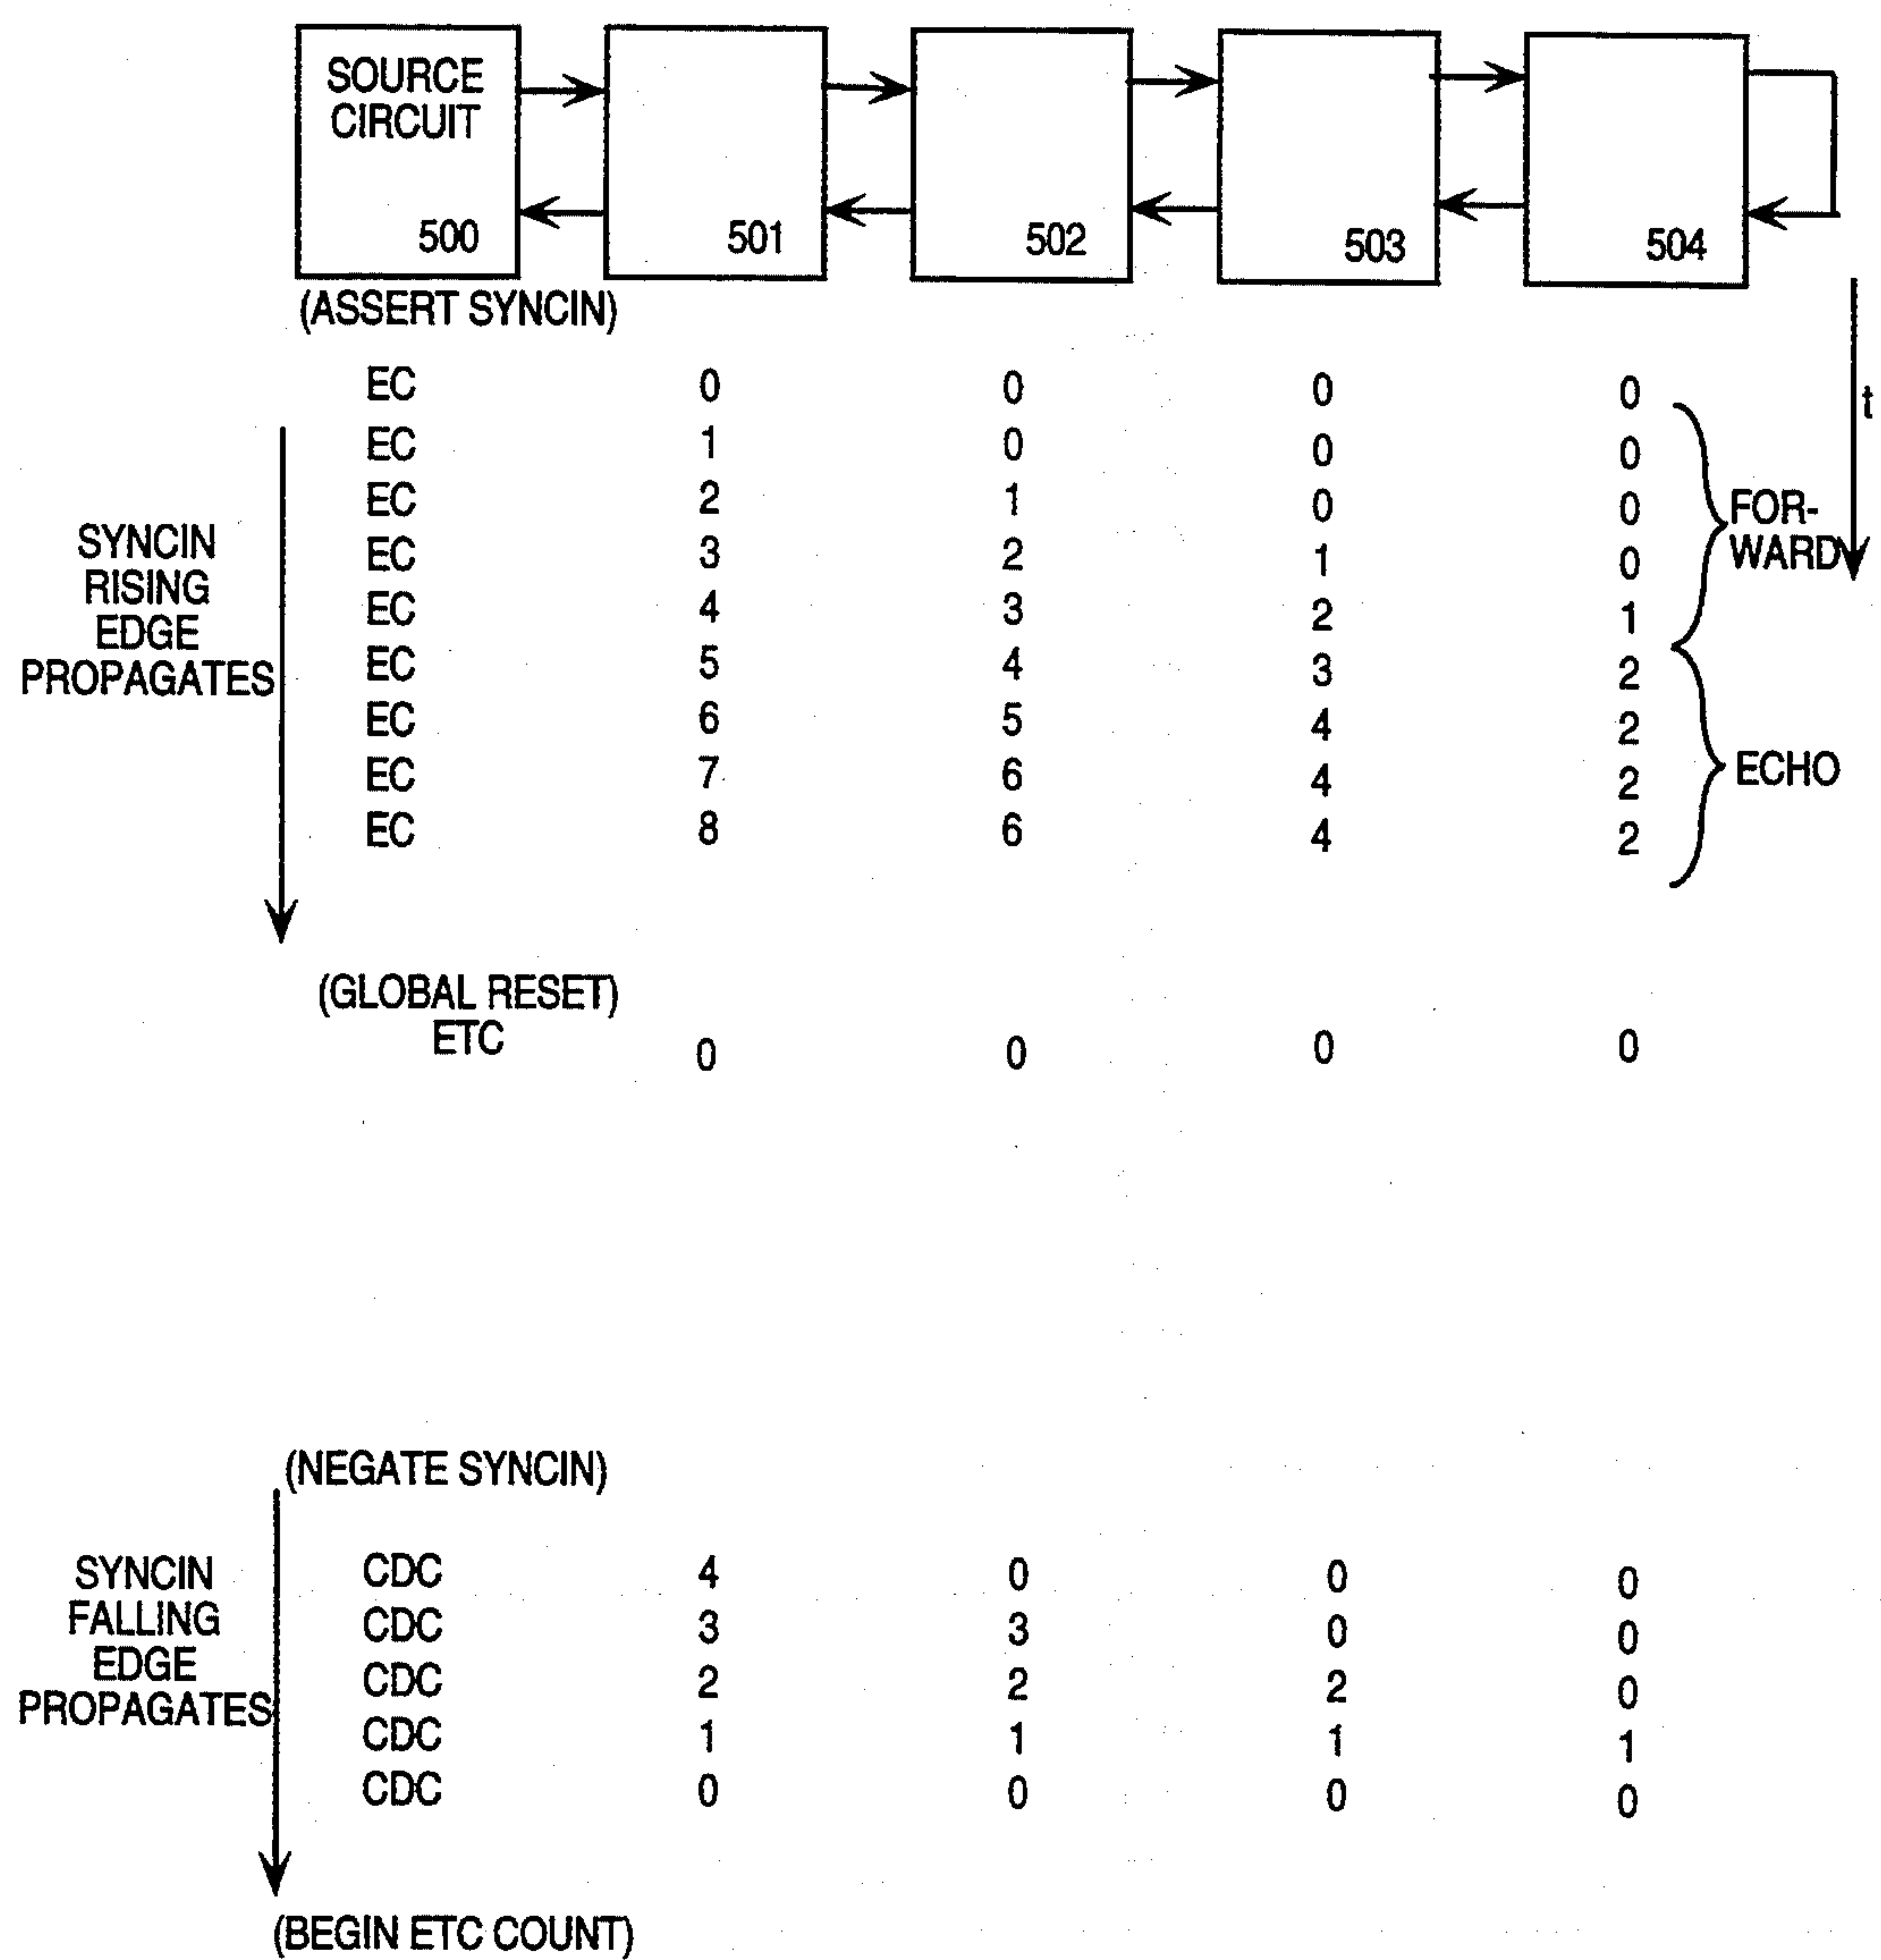 SOURCE
CIRCUIT
500 501 502 503 504
(ASSERT SYNCIN)
EC 0 0 0 0
EC 1 0 0 0
EC 2 1 0 0
EC 3 2 1 0
EC 4 3 2 1
EC 5 4 3 2
EC 6 5 4 2
EC 7 6 4 2
EC 8 6 4 2
t
FOR-
WARD
ECHO
SYNCIN
RISING
EDGE
PROPAGATES
(GLOBAL RESET)
ETC 0 0 0 0
(NEGATE SYNCIN)
SYNCIN
FALLING
EDGE
PROPAGATES
CDC 4 0 0 0
CDC 3 3 0 0
CDC 2 2 2 0
CDC 1 1 1 1
CDC 0 0 0 0
(BEGIN ETC COUNT)